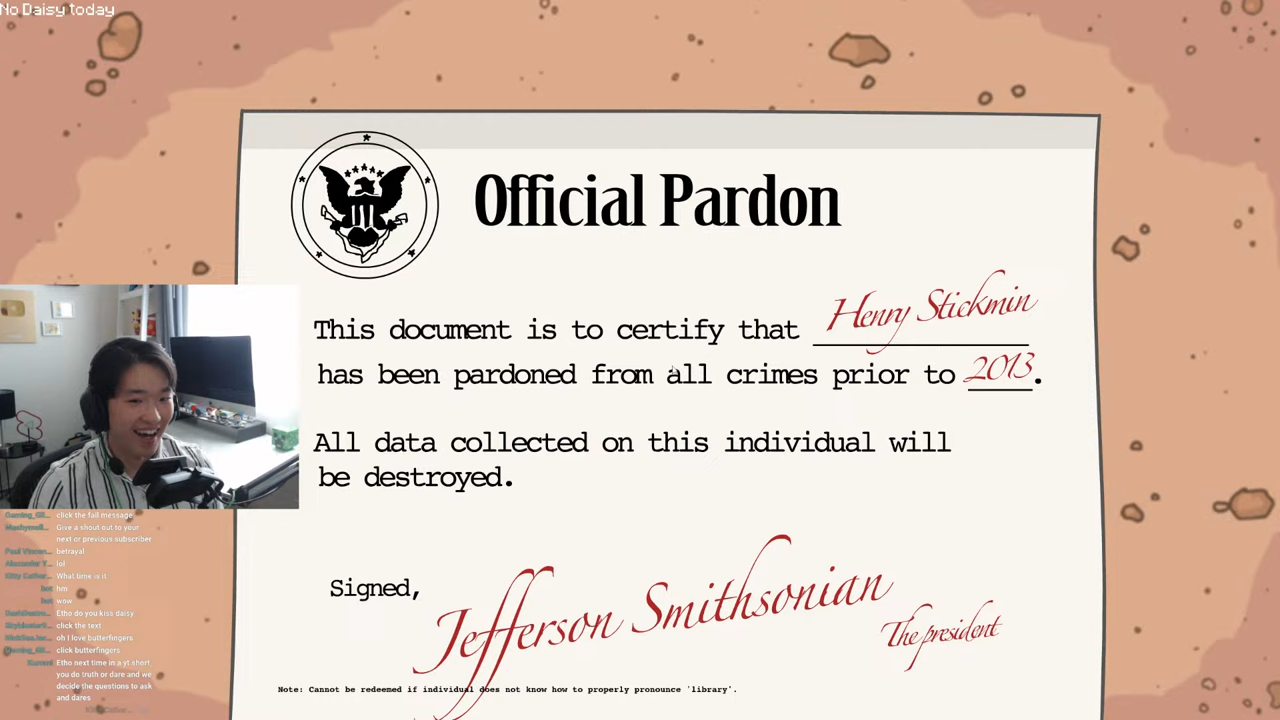 No Daisy today
Official Pardon
This document is to certify that Henry Stickmin
has been pardoned from all crimes prior to 2013.
All data collected on this individual will
be destroyed.
Signed,
Jefferson Smithsonian
The president
Note: Cannot be redeemed if individual does not know how to properly pronounce 'library'.
click the fail message
Give a shout out to your
next or previous subscriber
betrayal
lol
What time is it
hm
wow
Etho do you kiss daisy
click the text
oh I love butterfingers
click butterfingers
Etho next time in a yt short
you do truth or dare and we
decide the questions to ask
and dares